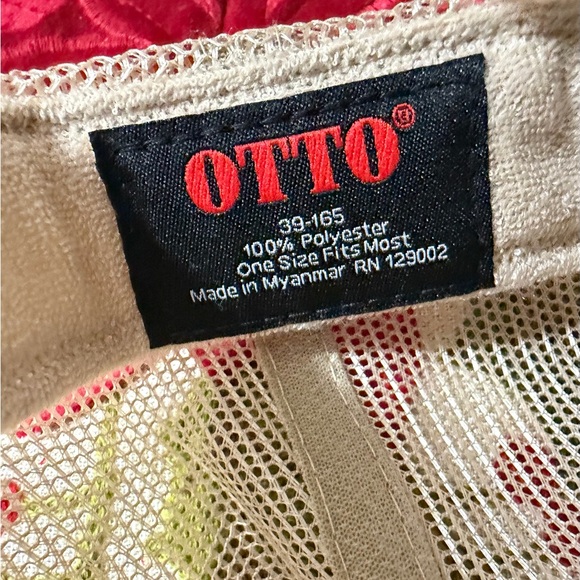 OTTO®
39-165
100% Polyester
One Size Fits Most
Made in Myanmar RN 129002